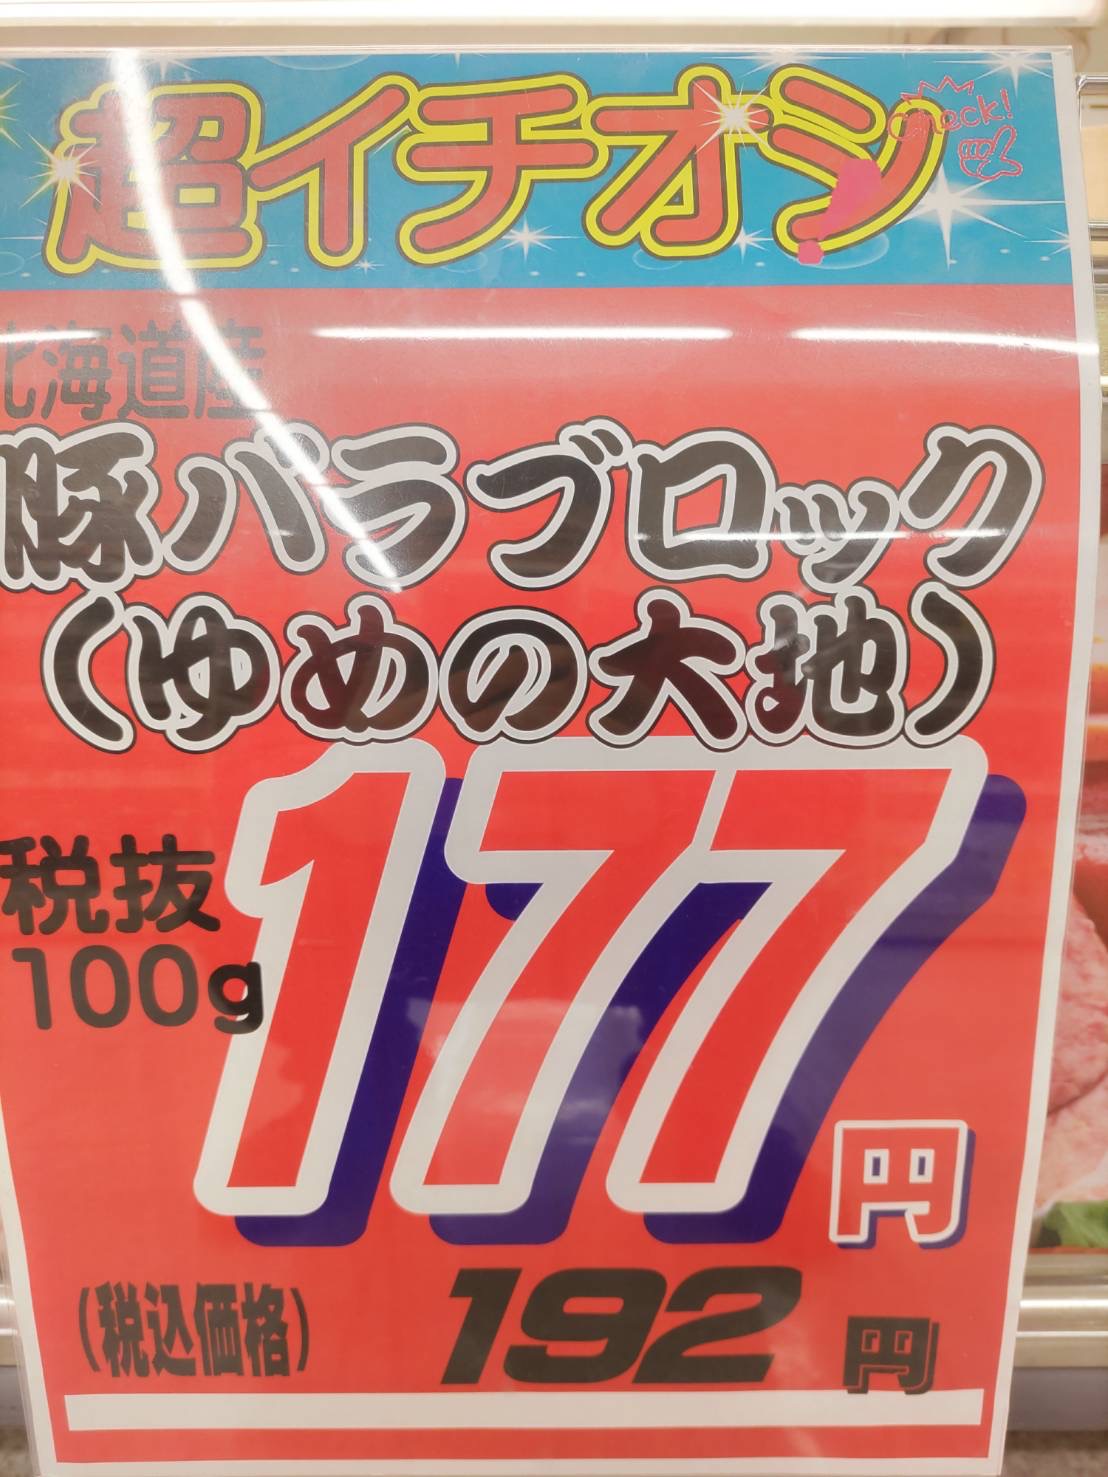 超イチオシ!
Check!
北海道産
豚バラブロック
(ゆめの大地)
税抜
100g
177円
(税込価格) 192円